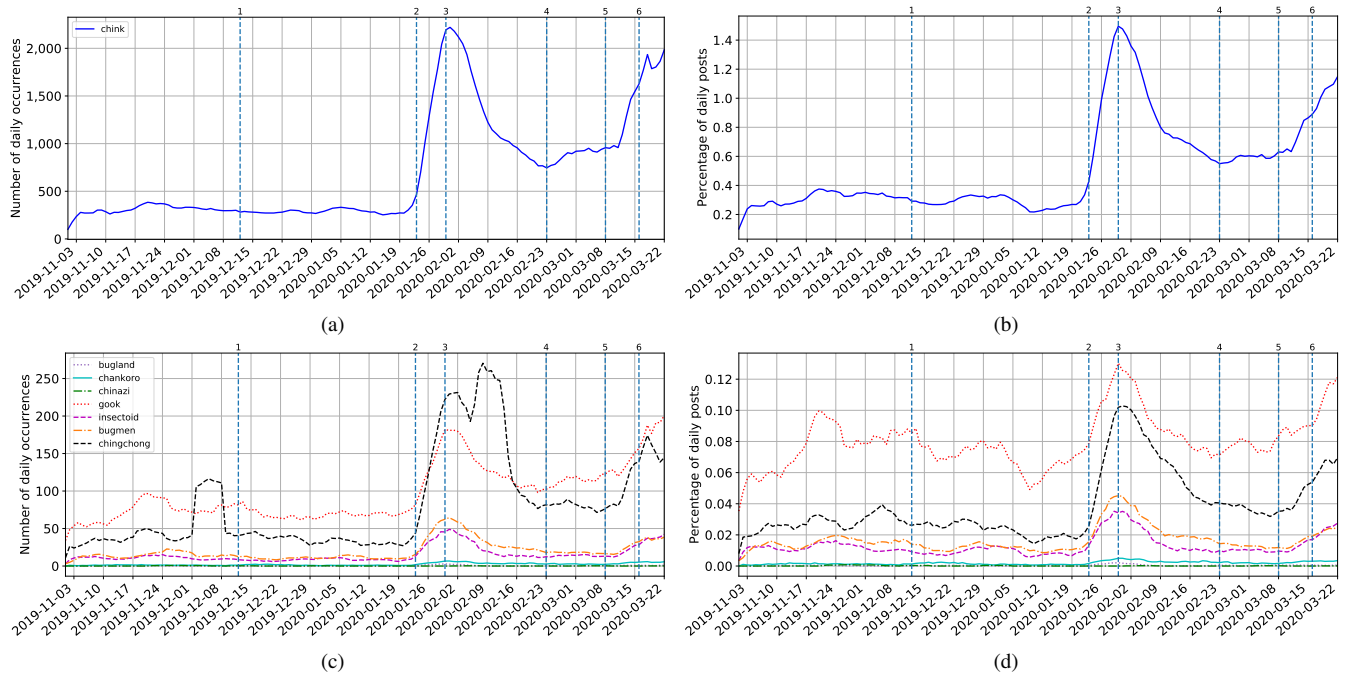 1 2 3 4 5 6
Number of daily occurrences
2,000
1,500
1,000
500
0
chink
2019-11-03 2019-11-10 2019-11-17 2019-11-24 2019-12-01 2019-12-08 2019-12-15 2019-12-22 2019-12-29 2020-01-05 2020-01-12 2020-01-19 2020-01-26 2020-02-02 2020-02-09 2020-02-16 2020-02-23 2020-03-01 2020-03-08 2020-03-15 2020-03-22
(a)
1 2 3 4 5 6
Percentage of daily posts
1.4
1.2
1.0
0.8
0.6
0.4
0.2
2019-11-03 2019-11-10 2019-11-17 2019-11-24 2019-12-01 2019-12-08 2019-12-15 2019-12-22 2019-12-29 2020-01-05 2020-01-12 2020-01-19 2020-01-26 2020-02-02 2020-02-09 2020-02-16 2020-02-23 2020-03-01 2020-03-08 2020-03-15 2020-03-22
(b)
1 2 3 4 5 6
Number of daily occurrences
250
200
150
100
50
0
bugland
chankoro
chinazi
gook
insectoid
bugmen
chingchong
2019-11-03 2019-11-10 2019-11-17 2019-11-24 2019-12-01 2019-12-08 2019-12-15 2019-12-22 2019-12-29 2020-01-05 2020-01-12 2020-01-19 2020-01-26 2020-02-02 2020-02-09 2020-02-16 2020-02-23 2020-03-01 2020-03-08 2020-03-15 2020-03-22
(c)
1 2 3 4 5 6
Percentage of daily posts
0.12
0.10
0.08
0.06
0.04
0.02
0.00
2019-11-03 2019-11-10 2019-11-17 2019-11-24 2019-12-01 2019-12-08 2019-12-15 2019-12-22 2019-12-29 2020-01-05 2020-01-12 2020-01-19 2020-01-26 2020-02-02 2020-02-09 2020-02-16 2020-02-23 2020-03-01 2020-03-08 2020-03-15 2020-03-22
(d)